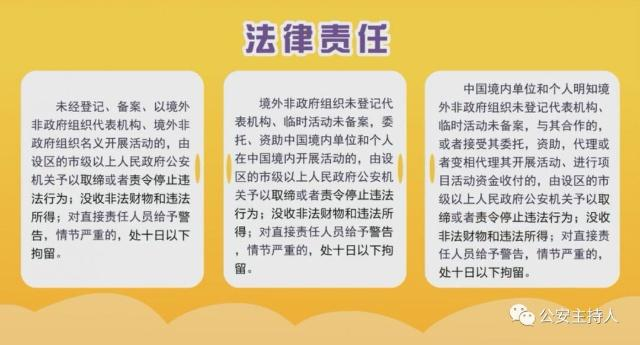 法律责任
未经登记、备案、以境外
非政府组织代表机构、境外非
政府组织名义开展活动的，由
设区的市级以上人民政府公安
机关予以取缔或者责令停止违
法行为；没收非法财物和违法
所得；对直接责任人员给予警
告，情节严重的，处十日以下
拘留。
境外非政府组织未登记代
表机构、临时活动未备案，委
托、资助中国境内单位和个人
在中国境内开展活动的，由设
区的市级以上人民政府公安机
关予以取缔或者责令停止违法
行为；没收非法财物和违法所
得；对直接责任人员给予警告
，情节严重的，处十日以下拘
留。
中国境内单位和个人明知境
外非政府组织未登记代表机构、
临时活动未备案，与其合作的，
或者接受其委托，资助，代理或
者变相代理其开展活动、进行项
目活动资金收付的，由设区的市
级以上人民政府公安机关予以取
缔或者责令停止违法行为；没收
非法财物和违法所得；对直接责
任人员给予警告，情节严重的，
处十日以下拘留。
公安主持人